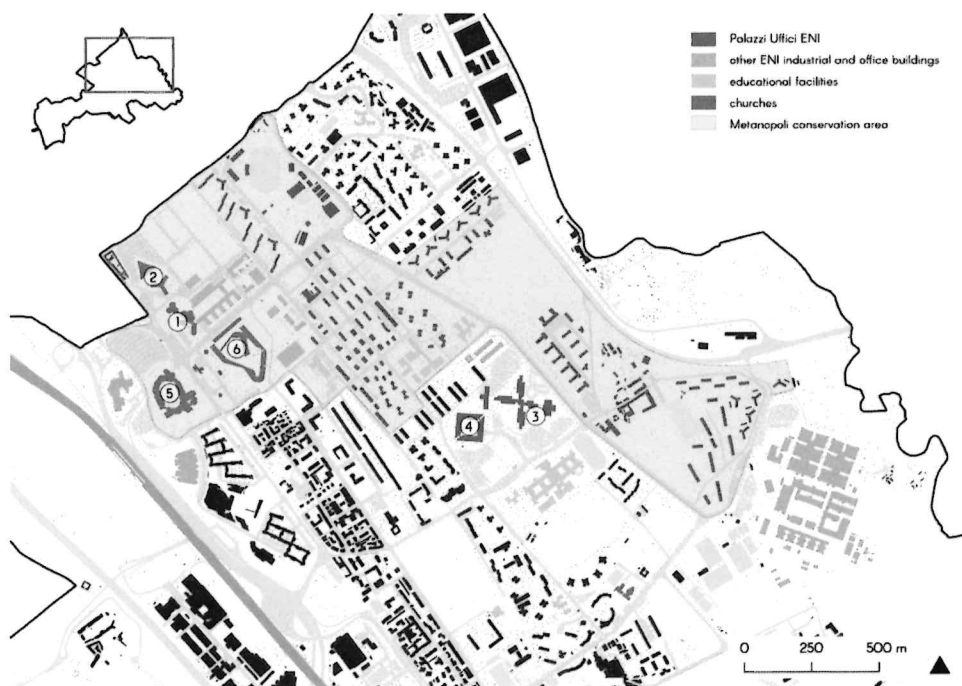 Palazzi Uffici ENI
other ENI industrial and office buildings
educational facilities
churches
Metanopoli conservation area
2
1
6
5
4
3
0 250 500 m